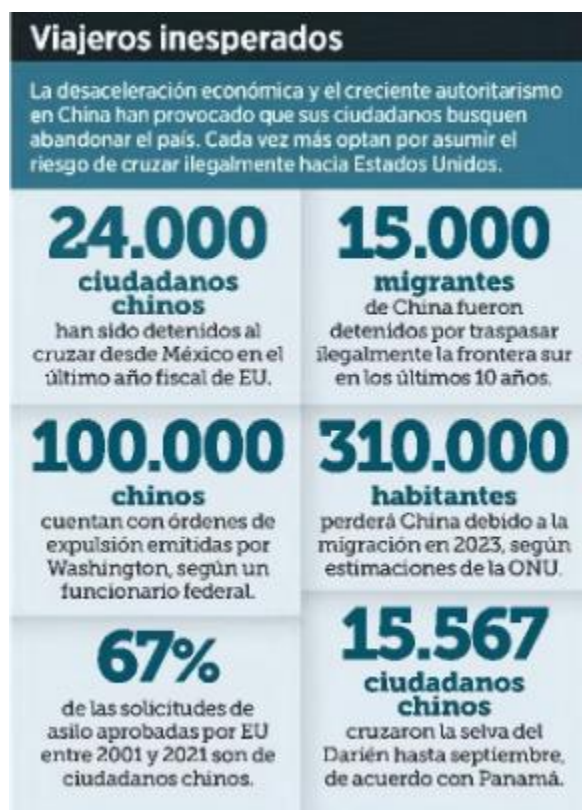 Viajeros inesperados
La desaceleración económica y el creciente autoritarismo
en China han provocado que sus ciudadanos busquen
abandonar el país. Cada vez más optan por asumir el
riesgo de cruzar ilegalmente hacia Estados Unidos.
24.000
ciudadanos
chinos
han sido detenidos al
cruzar desde México en el
último año fiscal de EU.
15.000
migrantes
de China fueron
detenidos por traspasar
ilegalmente la frontera sur
en los últimos 10 años.
100.000
chinos
cuentan con órdenes de
expulsión emitidas por
Washington, según un
funcionario federal.
310.000
habitantes
perderá China debido a la
migración en 2023, según
estimaciones de la ONU.
67%
de las solicitudes de
asilo aprobadas por EU
entre 2001 y 2021 son de
ciudadanos chinos.
15.567
ciudadanos
chinos
cruzaron la selva del
Darién hasta septiembre,
de acuerdo con Panamá.